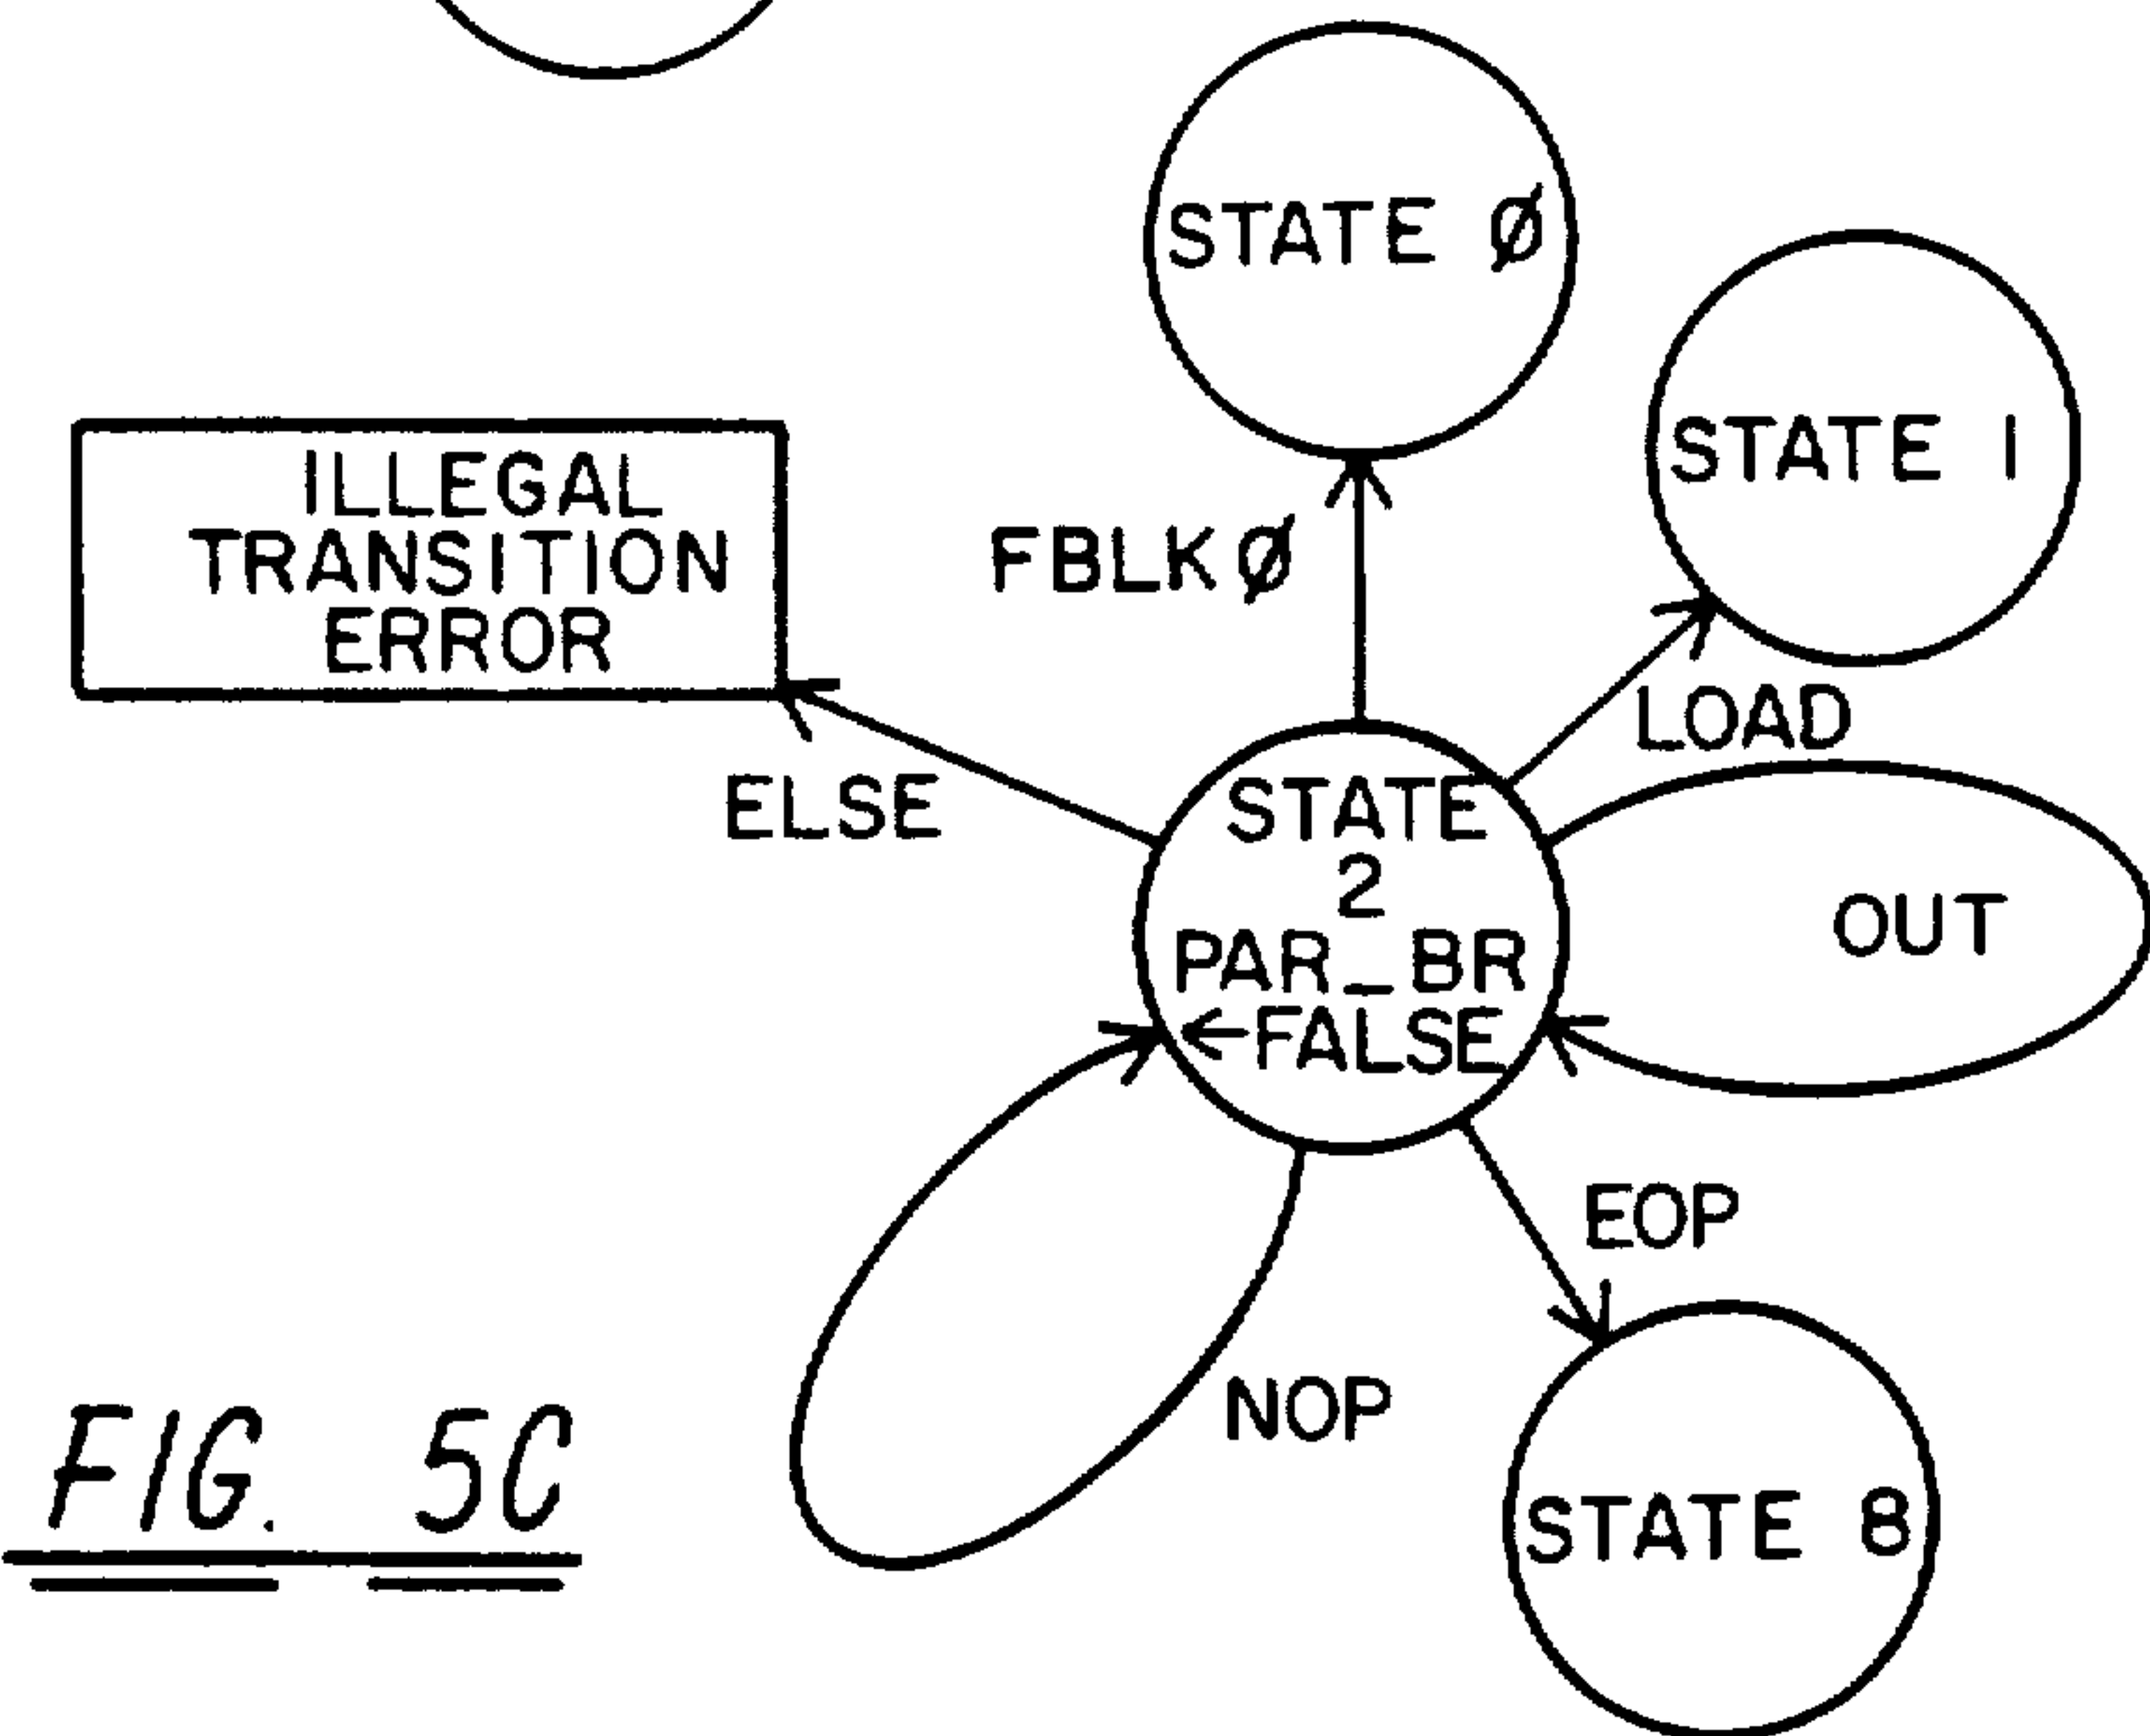 STATE Ø
STATE 1
ILLEGAL
TRANSITION
ERROR
FBLKØ
LOAD
ELSE
STATE
2
PAR_BR
←FALSE
OUT
EOP
NOP
STATE 8
FIG. 5C